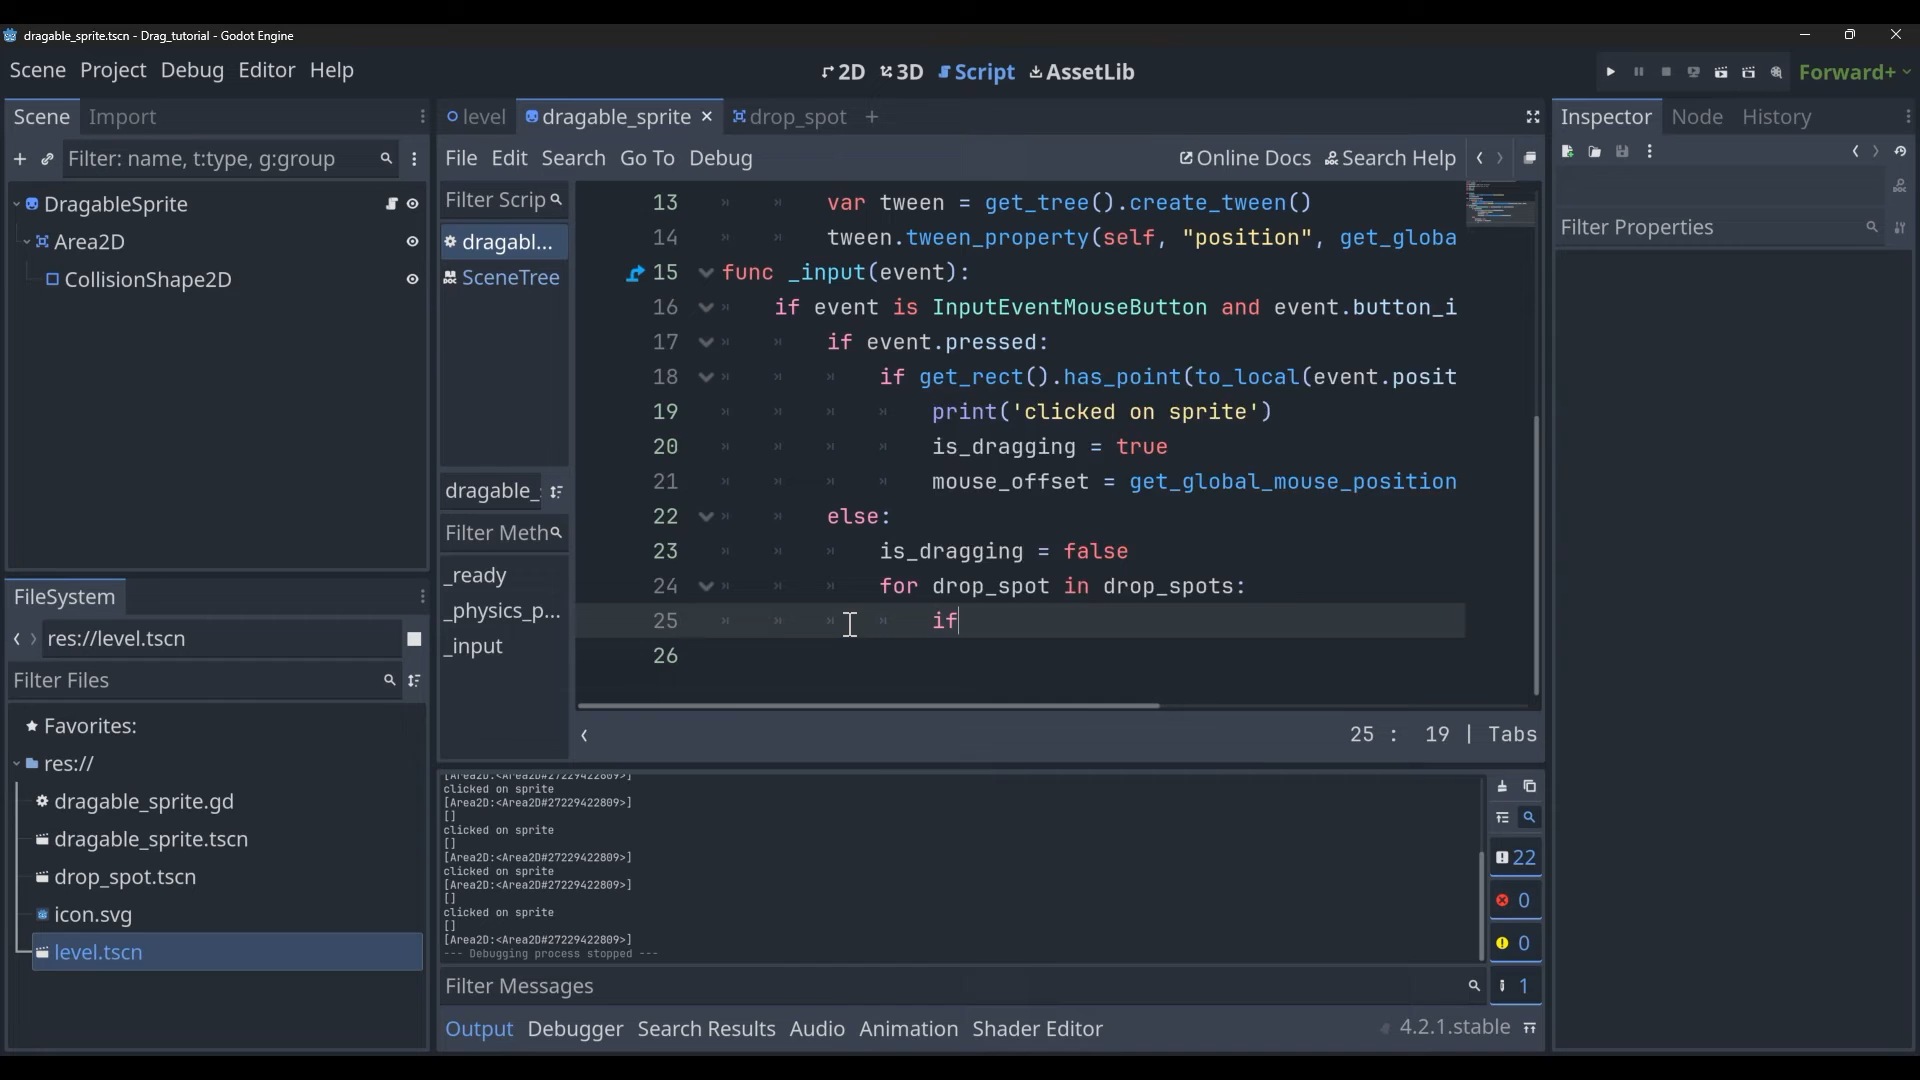 dragable_sprite.tscn - Drag_tutorial - Godot Engine
Scene Project Debug Editor Help
2D 3D Script AssetLib
Forward+
Scene Import
Filter: name, t:type, g:group
DragableSprite
Area2D
CollisionShape2D
FileSystem
res://level.tscn
Filter Files
Favorites:
res://
dragable_sprite.gd
dragable_sprite.tscn
drop_spot.tscn
icon.svg
level.tscn
level dragable_sprite drop_spot
File Edit Search Go To Debug
Online Docs Search Help
Filter Scrip
dragabl...
SceneTree
dragable_
Filter Meth
_ready
_physics_p...
_input
13 var tween = get_tree().create_tween()
14 tween.tween_property(self, "position", get_globa
15 func _input(event):
16 if event is InputEventMouseButton and event.button_i
17 if event.pressed:
18 if get_rect().has_point(to_local(event.posit
19 print('clicked on sprite')
20 is_dragging = true
21 mouse_offset = get_global_mouse_position
22 else:
23 is_dragging = false
24 for drop_spot in drop_spots:
25 if
26
25 : 19 | Tabs
[Area2D:<Area2D#27229422809>]
clicked on sprite
[Area2D:<Area2D#27229422809>]
[]
clicked on sprite
[]
[Area2D:<Area2D#27229422809>]
clicked on sprite
[Area2D:<Area2D#27229422809>]
[]
clicked on sprite
[]
[Area2D:<Area2D#27229422809>]
--- Debugging process stopped ---
22
0
0
1
Filter Messages
Output Debugger Search Results Audio Animation Shader Editor
4.2.1.stable
Inspector Node History
Filter Properties